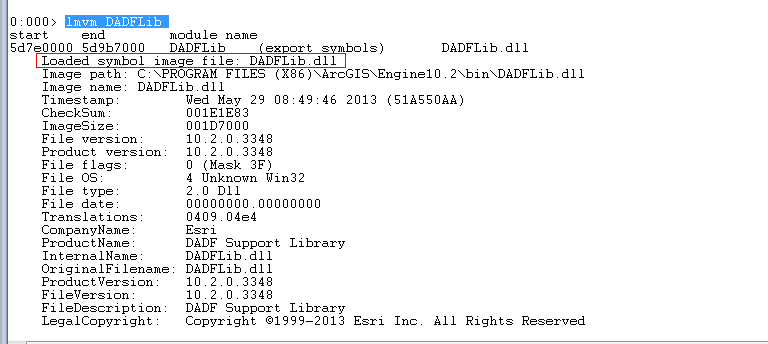 0:000> lmvm DADFLib
start    end        module name
5d7e0000 5d9b7000   DADFLib    (export symbols)       DADFLib.dll
    Loaded symbol image file: DADFLib.dll
    Image path: C:\PROGRAM FILES (X86)\ArcGIS\Engine10.2\bin\DADFLib.dll
    Image name: DADFLib.dll
    Timestamp:        Wed May 29 08:49:46 2013 (51A550AA)
    CheckSum:         001E1E83
    ImageSize:        001D7000
    File version:     10.2.0.3348
    Product version:  10.2.0.3348
    File flags:       0 (Mask 3F)
    File OS:          4 Unknown Win32
    File type:        2.0 Dll
    File date:        00000000.00000000
    Translations:     0409.04e4
    CompanyName:      Esri
    ProductName:      DADF Support Library
    InternalName:     DADFLib.dll
    OriginalFilename: DADFLib.dll
    ProductVersion:   10.2.0.3348
    FileVersion:      10.2.0.3348
    FileDescription:  DADF Support Library
    LegalCopyright:   Copyright ©1999-2013 Esri Inc. All Rights Reserved